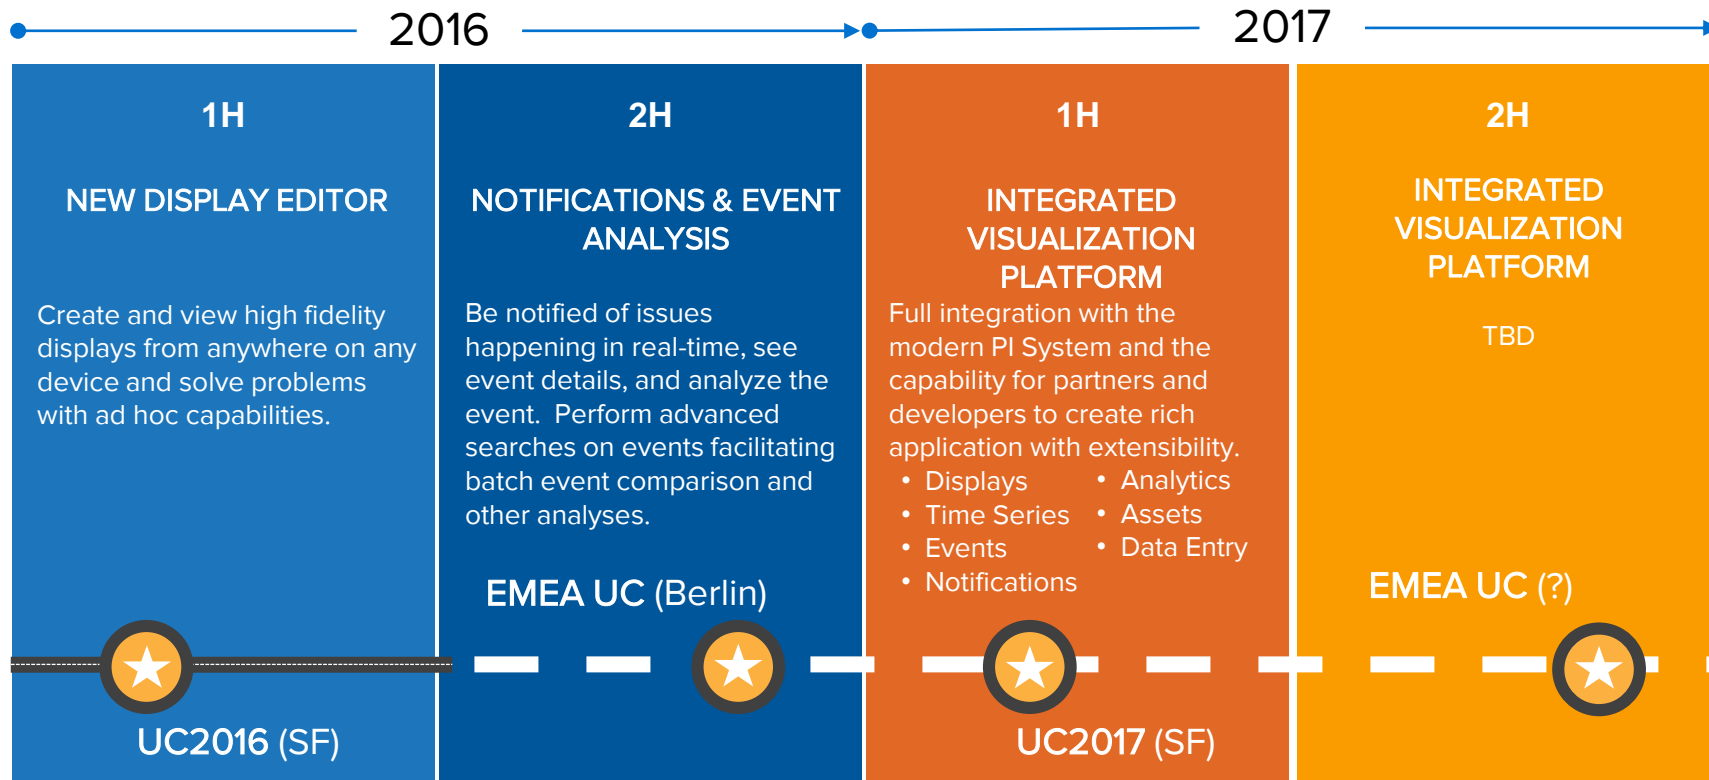 2016
2017
1H
NEW DISPLAY EDITOR
Create and view high fidelity
displays from anywhere on any
device and solve problems
with ad hoc capabilities.
UC2016 (SF)
2H
NOTIFICATIONS & EVENT
ANALYSIS
Be notified of issues
happening in real-time, see
event details, and analyze the
event.  Perform advanced
searches on events facilitating
batch event comparison and
other analyses.
EMEA UC (Berlin)
1H
INTEGRATED
VISUALIZATION
PLATFORM
Full integration with the
modern PI System and the
capability for partners and
developers to create rich
application with extensibility.
• Displays
• Time Series
• Events
• Notifications
• Analytics
• Assets
• Data Entry
UC2017 (SF)
2H
INTEGRATED
VISUALIZATION
PLATFORM
TBD
EMEA UC (?)